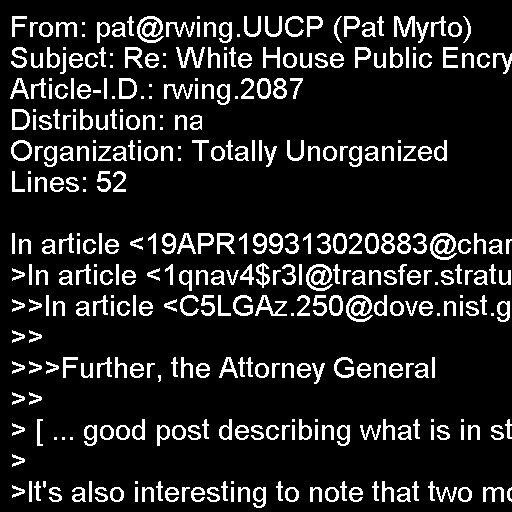 From: pat@rwing.UUCP (Pat Myrto)
Subject: Re: White House Public Encry
Article-I.D.: rwing.2087
Distribution: na
Organization: Totally Unorganized
Lines: 52

In article <19APR199313020883@char
>In article <1qnav4$r3l@transfer.stratu
>>In article <C5LGAz.250@dove.nist.g
>>
>>>Further, the Attorney General
>>
> [ ... good post describing what is in st
>
>It's also interesting to note that two mo